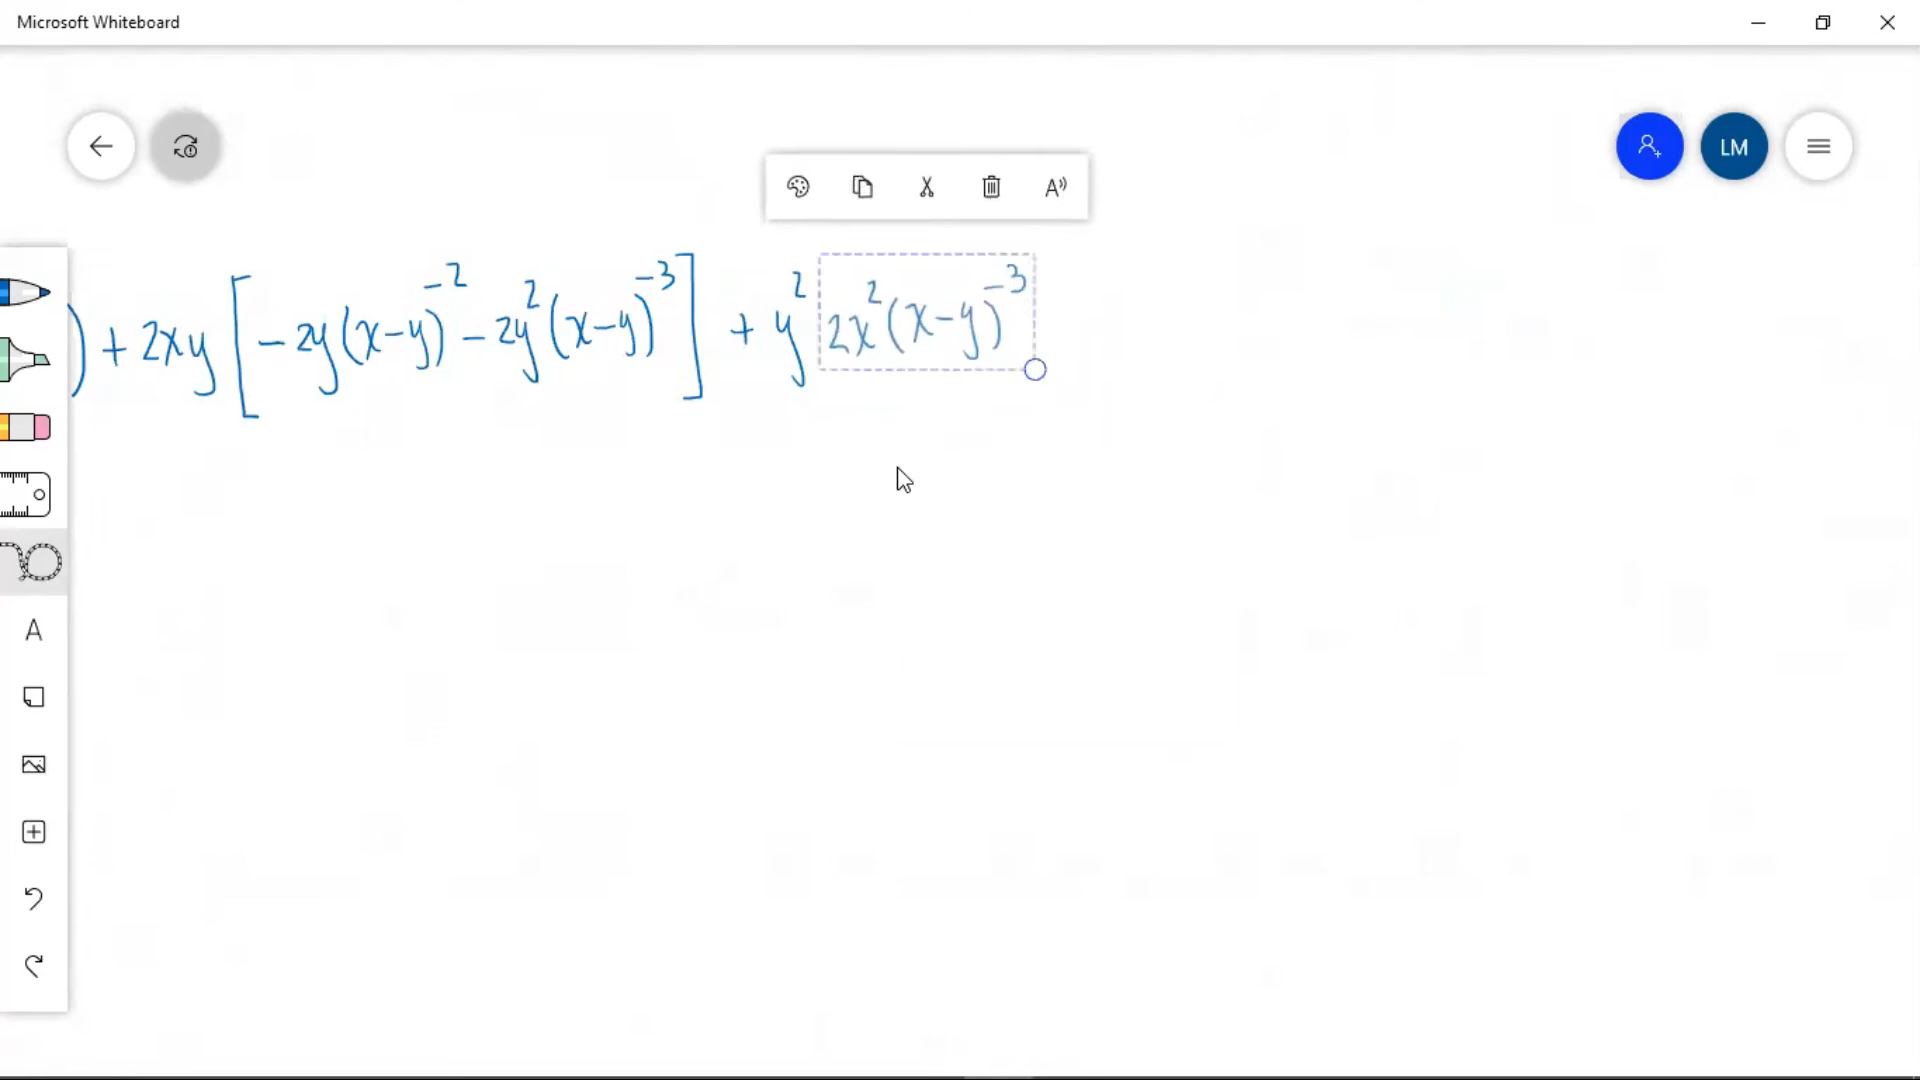 Microsoft Whiteboard
LM
) + 2xy [ -2y(x-y)^{-2} - 2y^2(x-y)^{-3} ] + y^2 2x^2(x-y)^{-3}
A